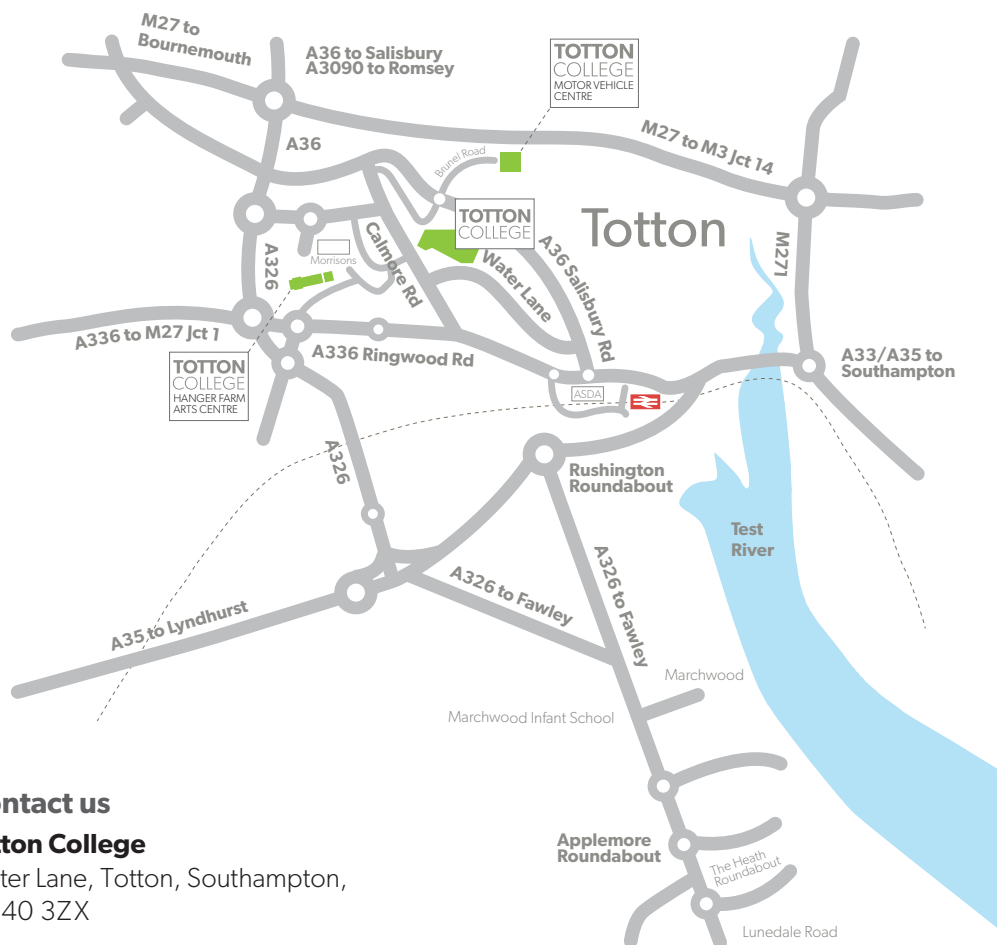 M27 to
Bournemouth
A36 to Salisbury
A3090 to Romsey
TOTTON
COLLEGE
MOTOR VEHICLE
CENTRE
A36
Brunel Road
M27 to M3 Jct 14
TOTTON
COLLEGE
Totton
A326
Morrisons
Calmore Rd
Water Lane
A36 Salisbury Rd
M271
A336 to M27 Jct 1
A336 Ringwood Rd
A33/A35 to
Southampton
TOTTON
COLLEGE
HANGER FARM
ARTS CENTRE
ASDA
A326
Rushington
Roundabout
Test
River
A326 to Fawley
A326 to Fawley
A35 to Lyndhurst
Marchwood
Marchwood Infant School
Applemore
Roundabout
The Heath
Roundabout
Lunedale Road
ntact us
ton College
ter Lane, Totton, Southampton,
40 3ZX